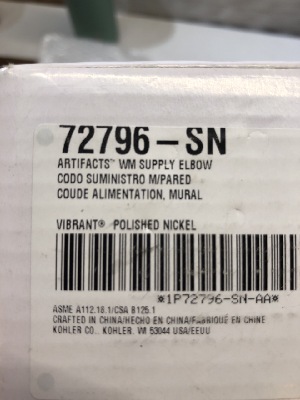 72796-SN
ARTIFACTS™ WM SUPPLY ELBOW
CODO SUMINISTRO M/PARED
COUDE ALIMENTATION, MURAL
VIBRANT® POLISHED NICKEL
*1P72796-SN-AA*
ASME A112.18.1/CSA B125.1
CRAFTED IN CHINA/HECHO EN CHINA/FABRIQUÉ EN CHINE
KOHLER CO., KOHLER, WI 53044 USA/EEUU